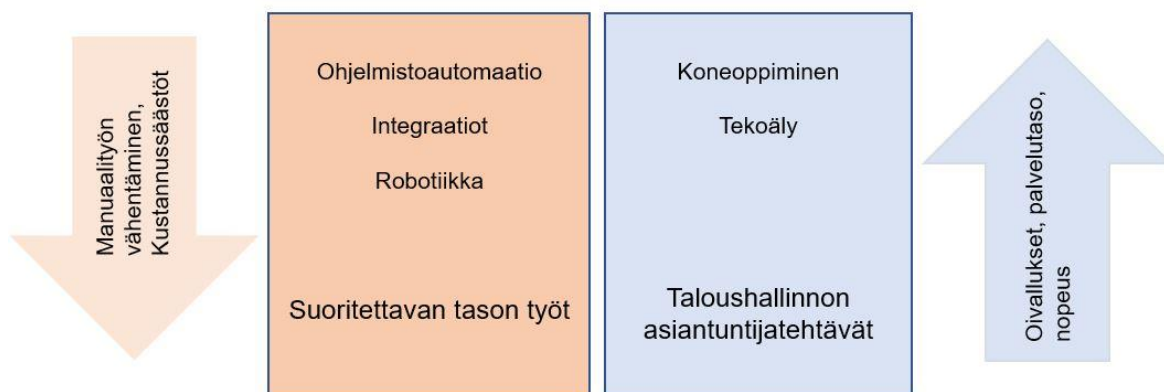 Manuaalityön
vähentäminen,
Kustannussäästöt
Ohjelmistoautomaatio
Integraatiot
Robotiikka
Suoritettavan tason työt
Koneoppiminen
Tekoäly
Taloushallinnon
asiantuntijatehtävät
Oivallukset, palvelutaso,
nopeus